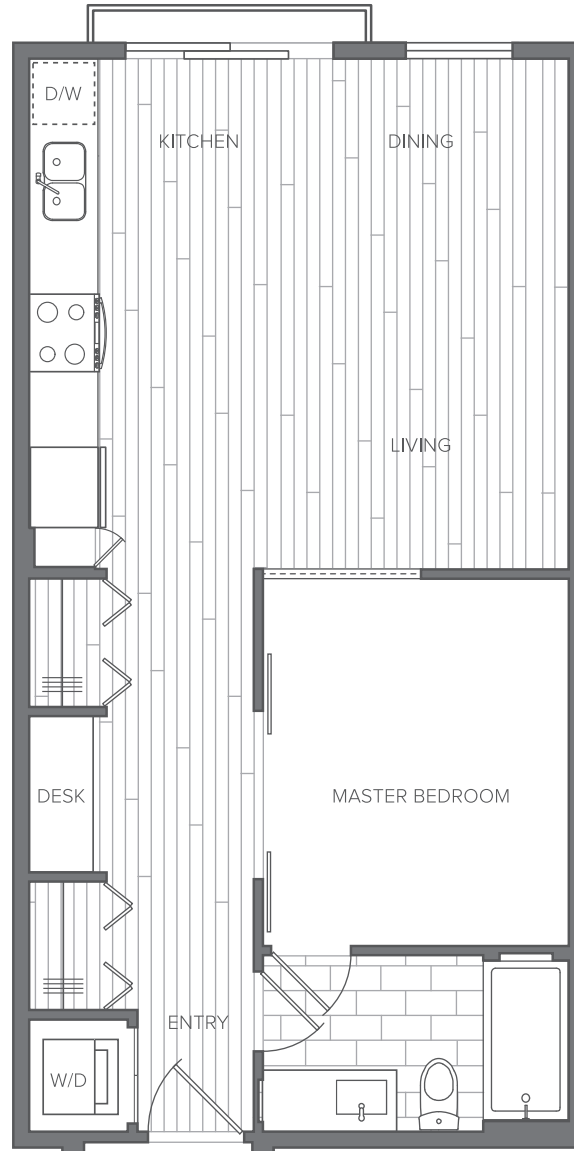 D/W
KITCHEN
DINING
LIVING
DESK
MASTER BEDROOM
ENTRY
W/D